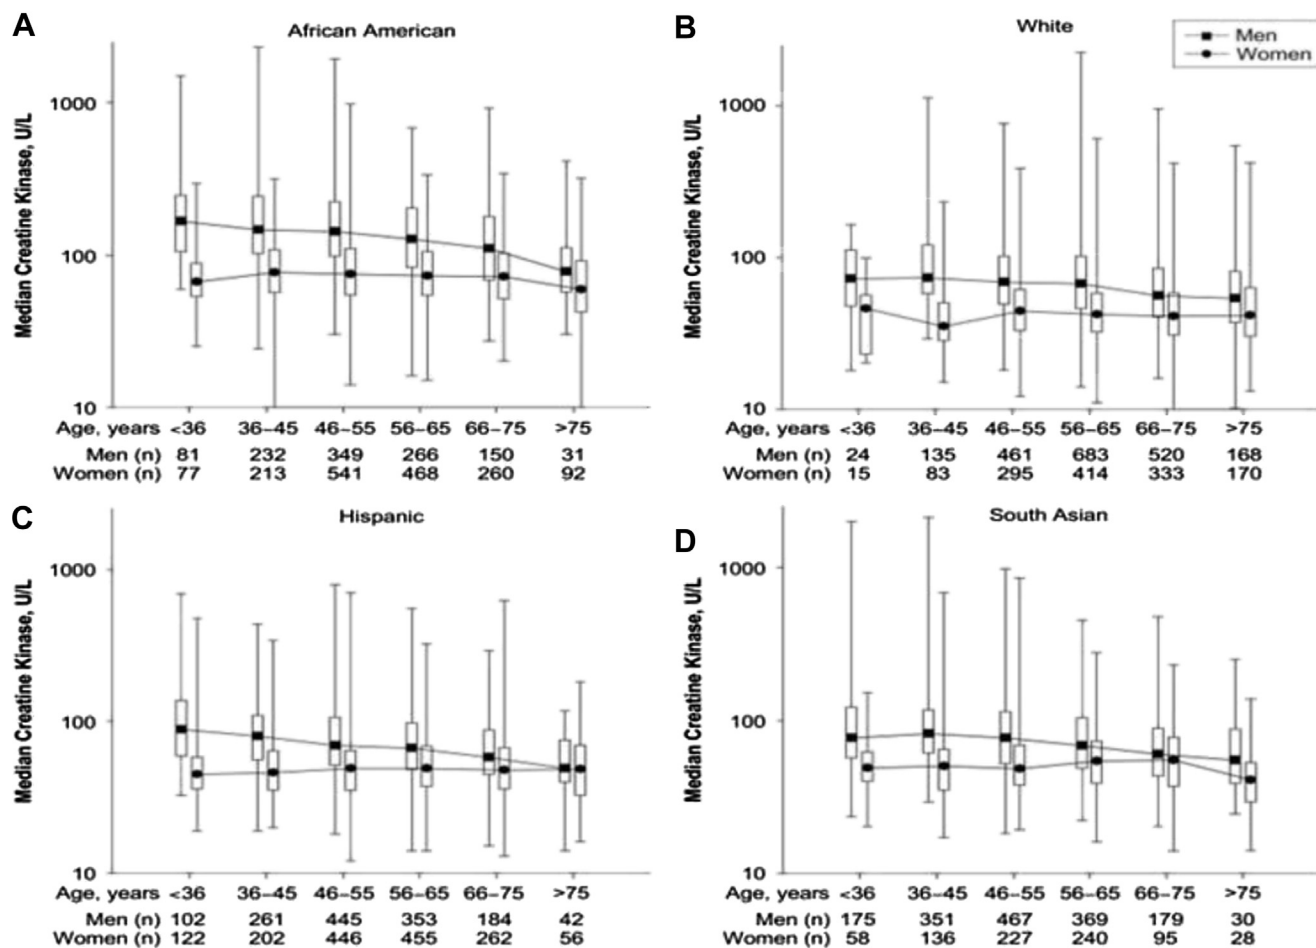 A
African American
Median Creatine Kinase, U/L
1000
100
10
Age, years <36 36–45 46–55 56–65 66–75 >75
Men (n) 81 232 349 266 150 31
Women (n) 77 213 541 468 260 92
B
White
Men
Women
Median Creatine Kinase, U/L
1000
100
10
Age, years <36 36–45 46–55 56–65 66–75 >75
Men (n) 24 135 461 683 520 168
Women (n) 15 83 295 414 333 170
C
Hispanic
Median Creatine Kinase, U/L
1000
100
10
Age, years <36 36–45 46–55 56–65 66–75 >75
Men (n) 102 261 445 353 184 42
Women (n) 122 202 446 455 262 56
D
South Asian
Median Creatine Kinase, U/L
1000
100
10
Age, years <36 36–45 46–55 56–65 66–75 >75
Men (n) 175 351 467 369 179 30
Women (n) 58 136 227 240 95 28